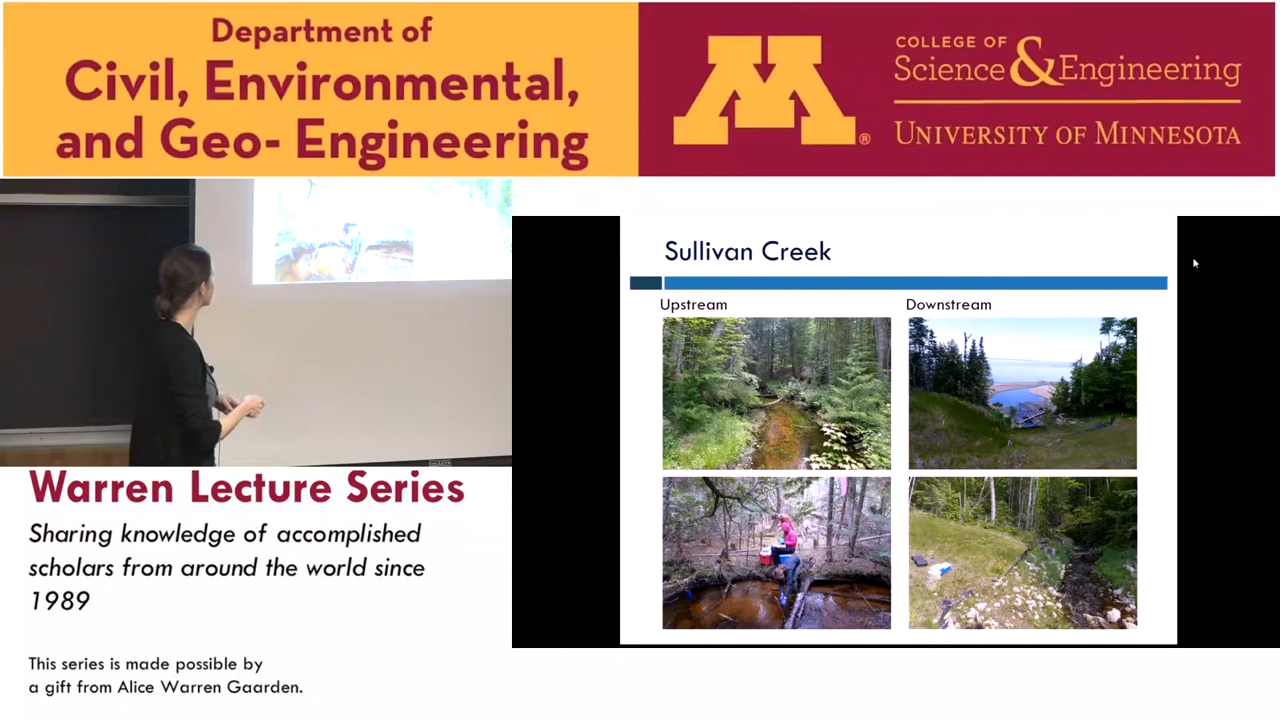 Department of
Civil, Environmental,
and Geo- Engineering
M®
COLLEGE OF
Science & Engineering
UNIVERSITY OF MINNESOTA
Sullivan Creek
Upstream
Downstream
Warren Lecture Series
Sharing knowledge of accomplished
scholars from around the world since
1989
This series is made possible by
a gift from Alice Warren Gaarden.